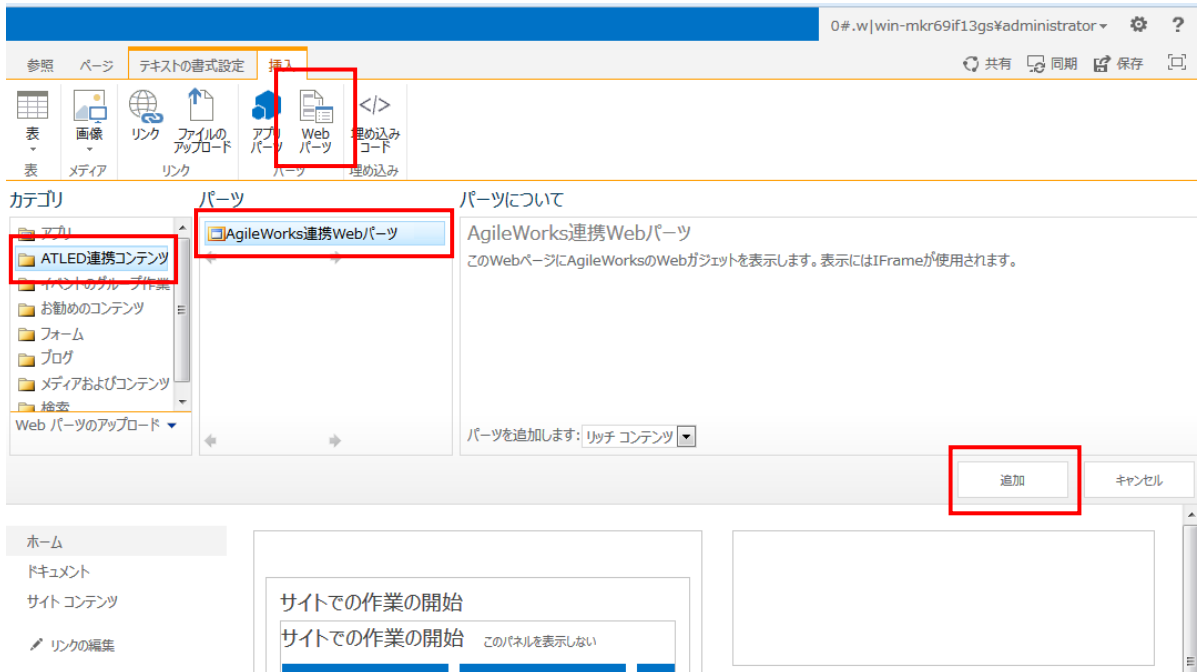 0#.w|win-mkr69if13gs¥administrator
?
参照 ページ テキストの書式設定 挿入
共有 同期 保存
表 画像 リンク ファイルの アプリ Web 埋め込み
アップロード パーツ パーツ コード
表 メディア リンク パーツ 埋め込み
カテゴリ パーツ パーツについて
アプリ
ATLED連携コンテンツ
イベントのグループ作業
お勧めのコンテンツ
フォーム
ブログ
メディアおよびコンテンツ
検索
Web パーツのアップロード
AgileWorks連携Webパーツ
AgileWorks連携Webパーツ
このWebページにAgileWorksのWebガジェットを表示します。表示にはIFrameが使用されます。
パーツを追加します: リッチ コンテンツ
追加 キャンセル
ホーム
ドキュメント
サイト コンテンツ
リンクの編集
サイトでの作業の開始
サイトでの作業の開始 このパネルを表示しない